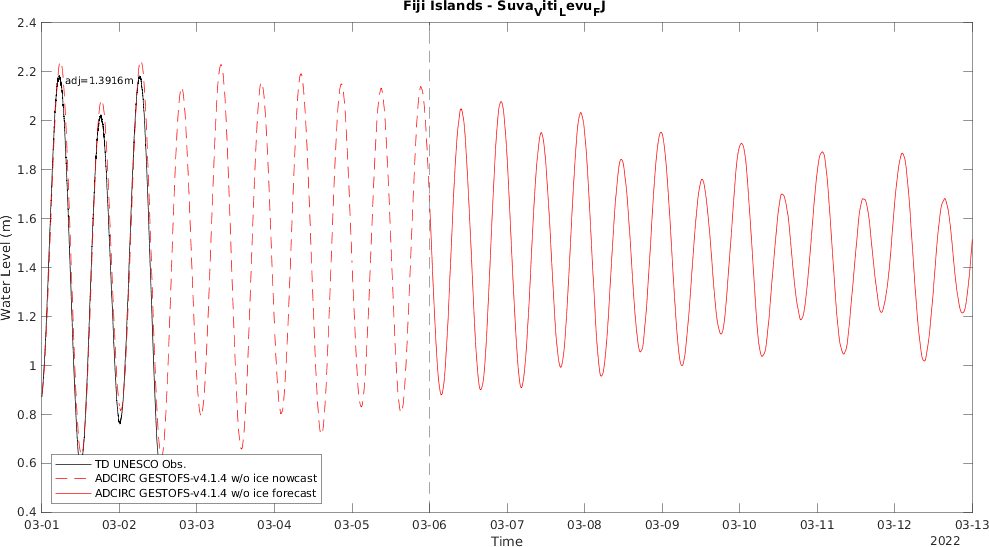 Fiji Islands - SuvaVitiLevuFJ
Water Level (m)
2.4
2.2
2
1.8
1.6
1.4
1.2
1
0.8
0.6
0.4
adj=1.3916m
TD UNESCO Obs.
ADCIRC GESTOFS-v4.1.4 w/o ice nowcast
ADCIRC GESTOFS-v4.1.4 w/o ice forecast
03-01 03-02 03-03 03-04 03-05 03-06 03-07 03-08 03-09 03-10 03-11 03-12 03-13
Time
2022